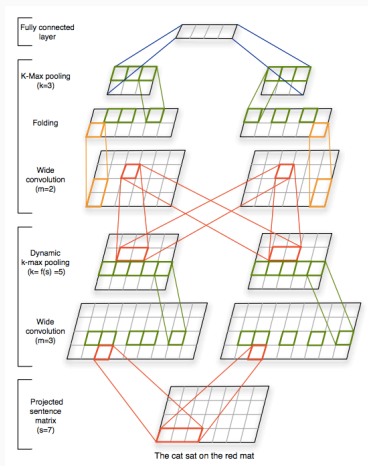 Fully connected
layer
K-Max pooling
(k=3)
Folding
Wide
convolution
(m=2)
Dynamic
k-max pooling
(k= f(s) =5)
Wide
convolution
(m=3)
Projected
sentence
matrix
(s=7)
The cat sat on the red mat